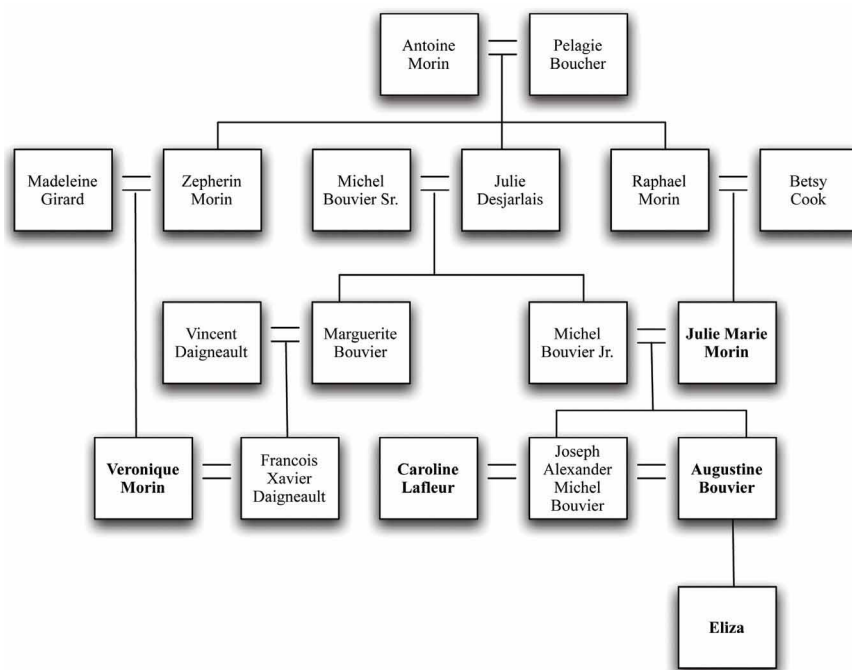 Antoine
Morin
Pelagie
Boucher
Madeleine
Girard
Zepherin
Morin
Michel
Bouvier Sr.
Julie
Desjarlais
Raphael
Morin
Betsy
Cook
Vincent
Daigneault
Marguerite
Bouvier
Michel
Bouvier Jr.
Julie Marie
Morin
Veronique
Morin
Francois
Xavier
Daigneault
Caroline
Lafleur
Joseph
Alexander
Michel
Bouvier
Augustine
Bouvier
Eliza